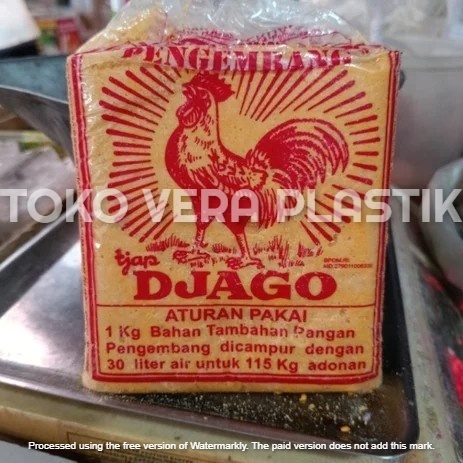 PENGEMBANG
TOKO VERA PLASTIK
tjap
DJAGO
ATURAN PAKAI
1 Kg Bahan Tambahan Pangan
Pengembang dicampur dengan
30 liter air untuk 115 Kg adonan
Processed using the free version of Watermarkly. The paid version does not add this mark.